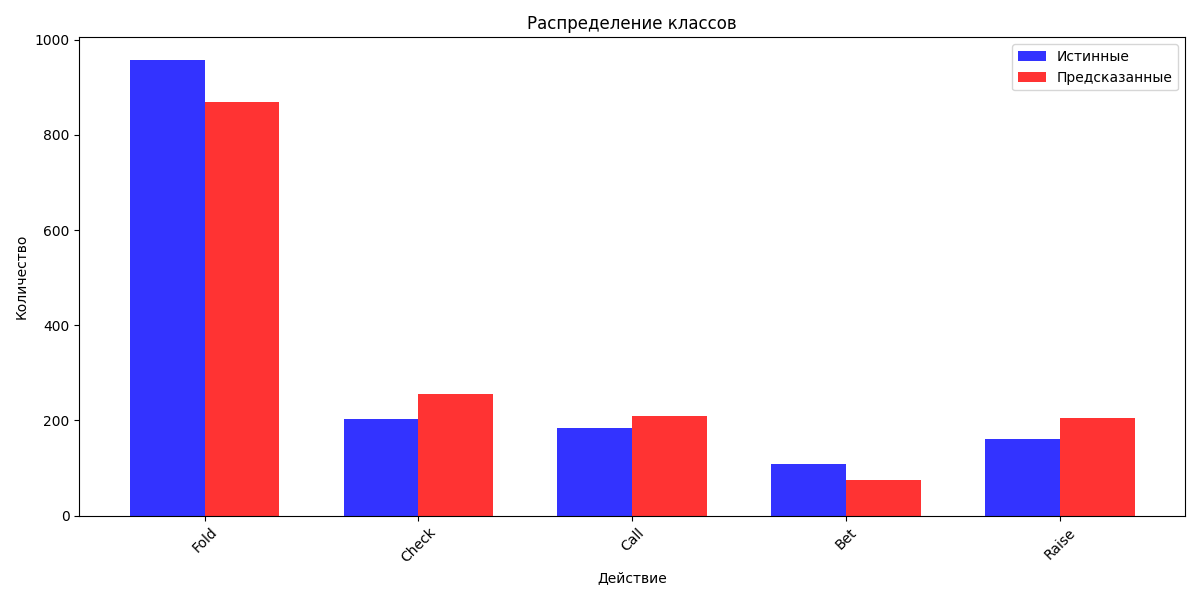 Распределение классов
Истинные
Предсказанные
1000
800
600
400
200
0
Количество
Fold
Check
Call
Bet
Raise
Действие